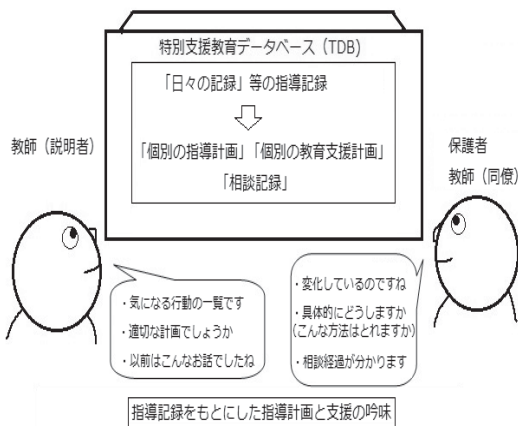 特別支援教育データベース（TDB)
「日々の記録」等の指導記録
「個別の指導計画」「個別の教育支援計画」
「相談記録」
教師（説明者）
保護者
教師（同僚）
・気になる行動の一覧です
・適切な計画でしょうか
・以前はこんなお話でしたね
・変化しているのですね
・具体的にどうしますか
（こんな方法はとれますか）
・相談経過が分かります
指導記録をもとにした指導計画と支援の吟味